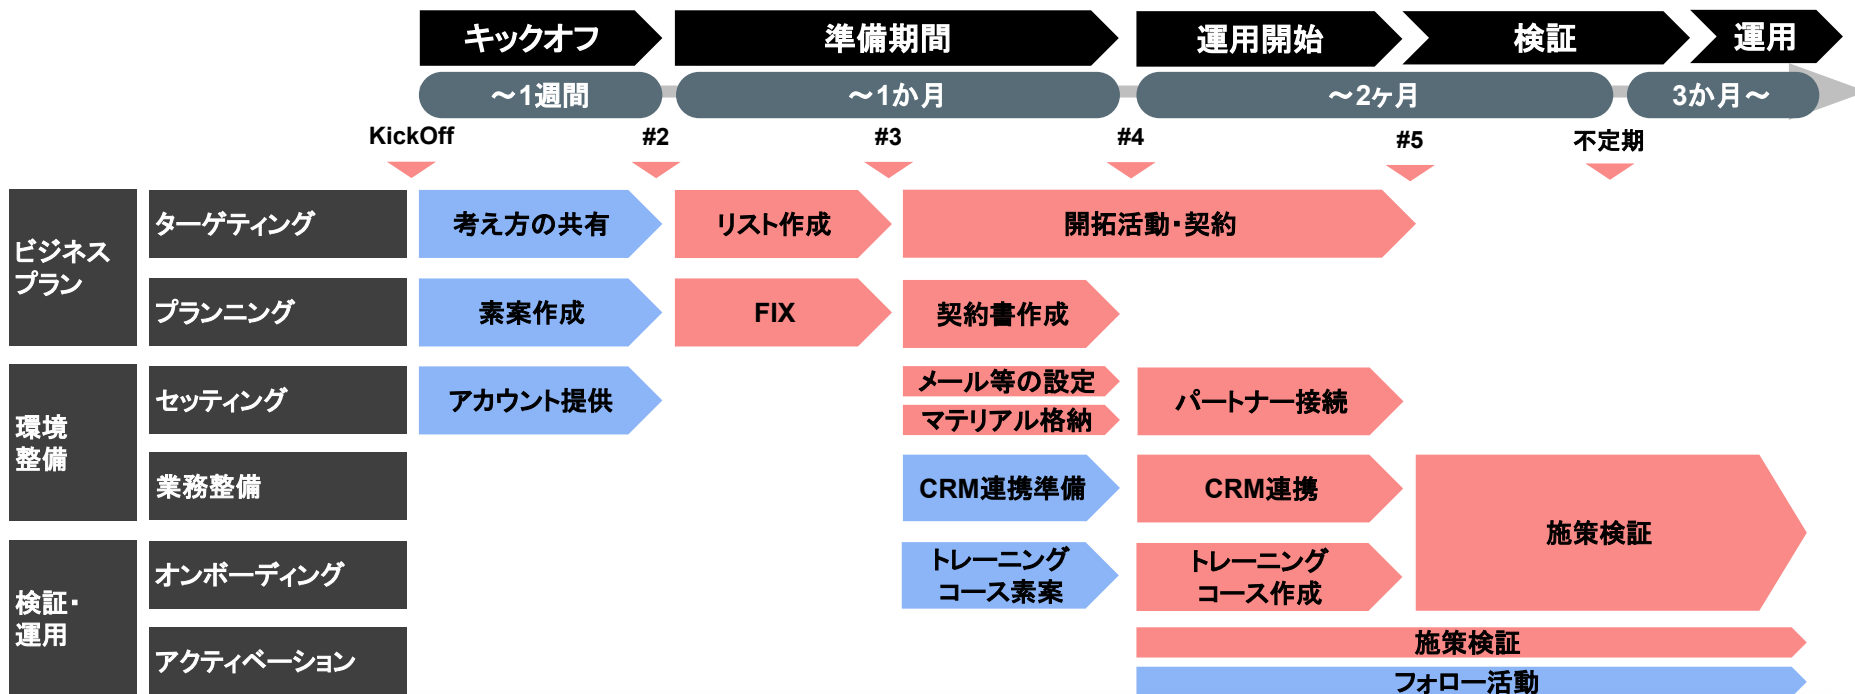 キックオフ
準備期間
運用開始
検証
運用
～1週間
～1か月
～2ヶ月
3か月～
KickOff
#2
#3
#4
#5
不定期
ビジネス
プラン
ターゲティング
考え方の共有
リスト作成
開拓活動・契約
プランニング
素案作成
FIX
契約書作成
環境
整備
セッティング
アカウント提供
メール等の設定
マテリアル格納
パートナー接続
業務整備
CRM連携準備
CRM連携
施策検証
検証・
運用
オンボーディング
トレーニング
コース素案
トレーニング
コース作成
アクティベーション
施策検証
フォロー活動